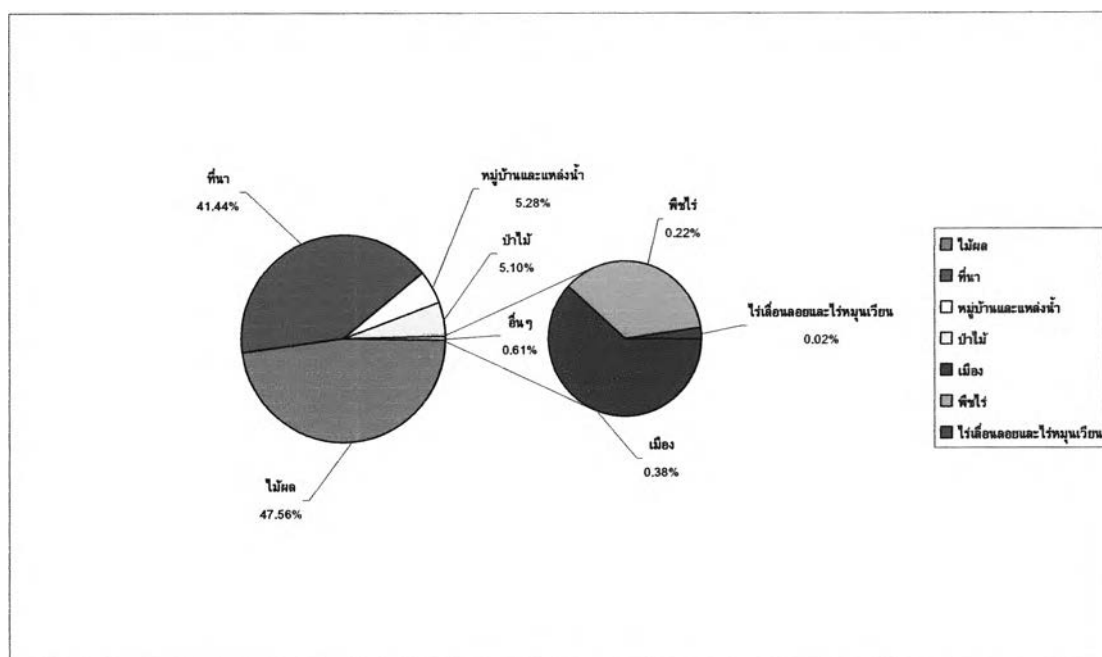 ที่นา
41.44%
หมู่บ้านและแหล่งน้ำ
5.28%
ป่าไม้
5.10%
อื่นๆ
0.61%
ไม้ผล
47.56%
พืชไร่
0.22%
ไร่เลื่อนลอยและไร่หมุนเวียน
0.02%
เมือง
0.38%
ไม้ผล
ที่นา
หมู่บ้านและแหล่งน้ำ
ป่าไม้
เมือง
พืชไร่
ไร่เลื่อนลอยและไร่หมุนเวียน